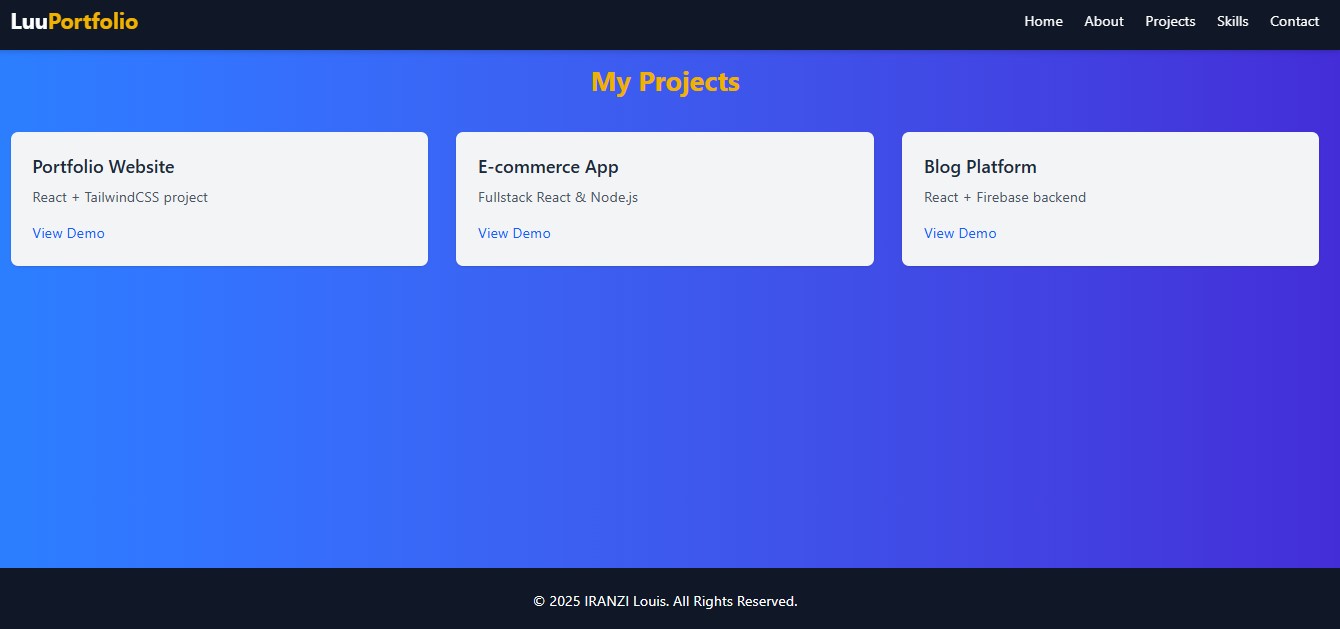 LuuPortfolio
Home About Projects Skills Contact
My Projects
Portfolio Website
React + TailwindCSS project
View Demo
E-commerce App
Fullstack React & Node.js
View Demo
Blog Platform
React + Firebase backend
View Demo
© 2025 IRANZI Louis. All Rights Reserved.